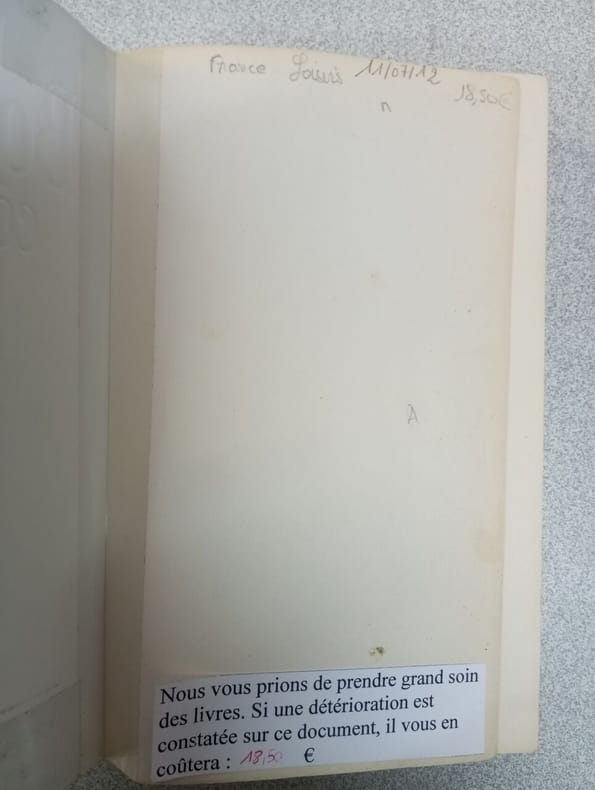 France Loisirs 11/07/12
18,50€
n
A
Nous vous prions de prendre grand soin
des livres. Si une détérioration est
constatée sur ce document, il vous en
coûtera : 18,50 €